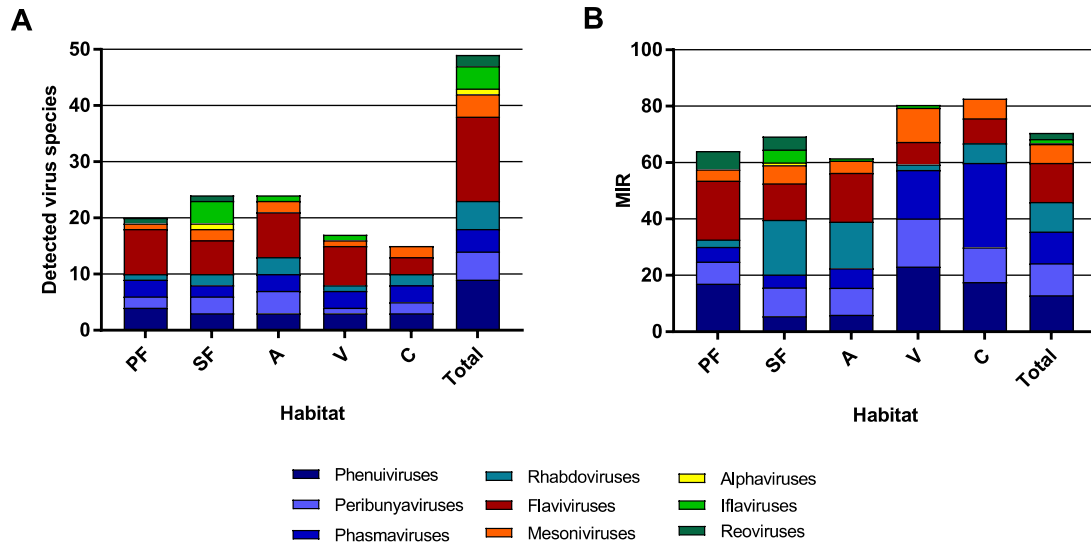 A
B
Detected virus species
50
40
30
20
10
0
PF
SF
A
V
C
Total
Habitat
MIR
100
80
60
40
20
0
PF
SF
A
V
C
Total
Habitat
Phenuiviruses
Peribunyaviruses
Phasmaviruses
Rhabdoviruses
Flaviviruses
Mesoniviruses
Alphaviruses
Iflaviruses
Reoviruses